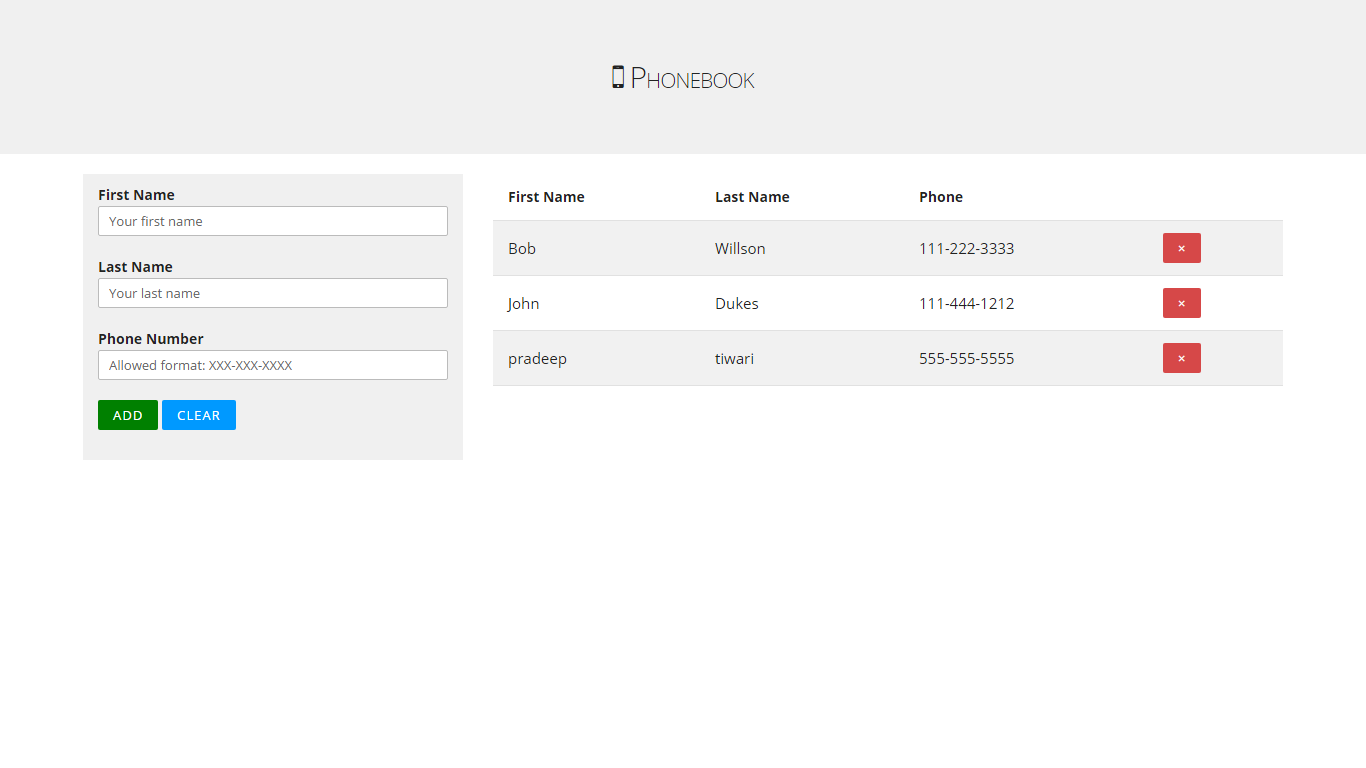 Phonebook
First Name
Your first name
Last Name
Your last name
Phone Number
Allowed format: XXX-XXX-XXXX
ADD CLEAR
First Name Last Name Phone
Bob Willson 111-222-3333 ×
John Dukes 111-444-1212 ×
pradeep tiwari 555-555-5555 ×